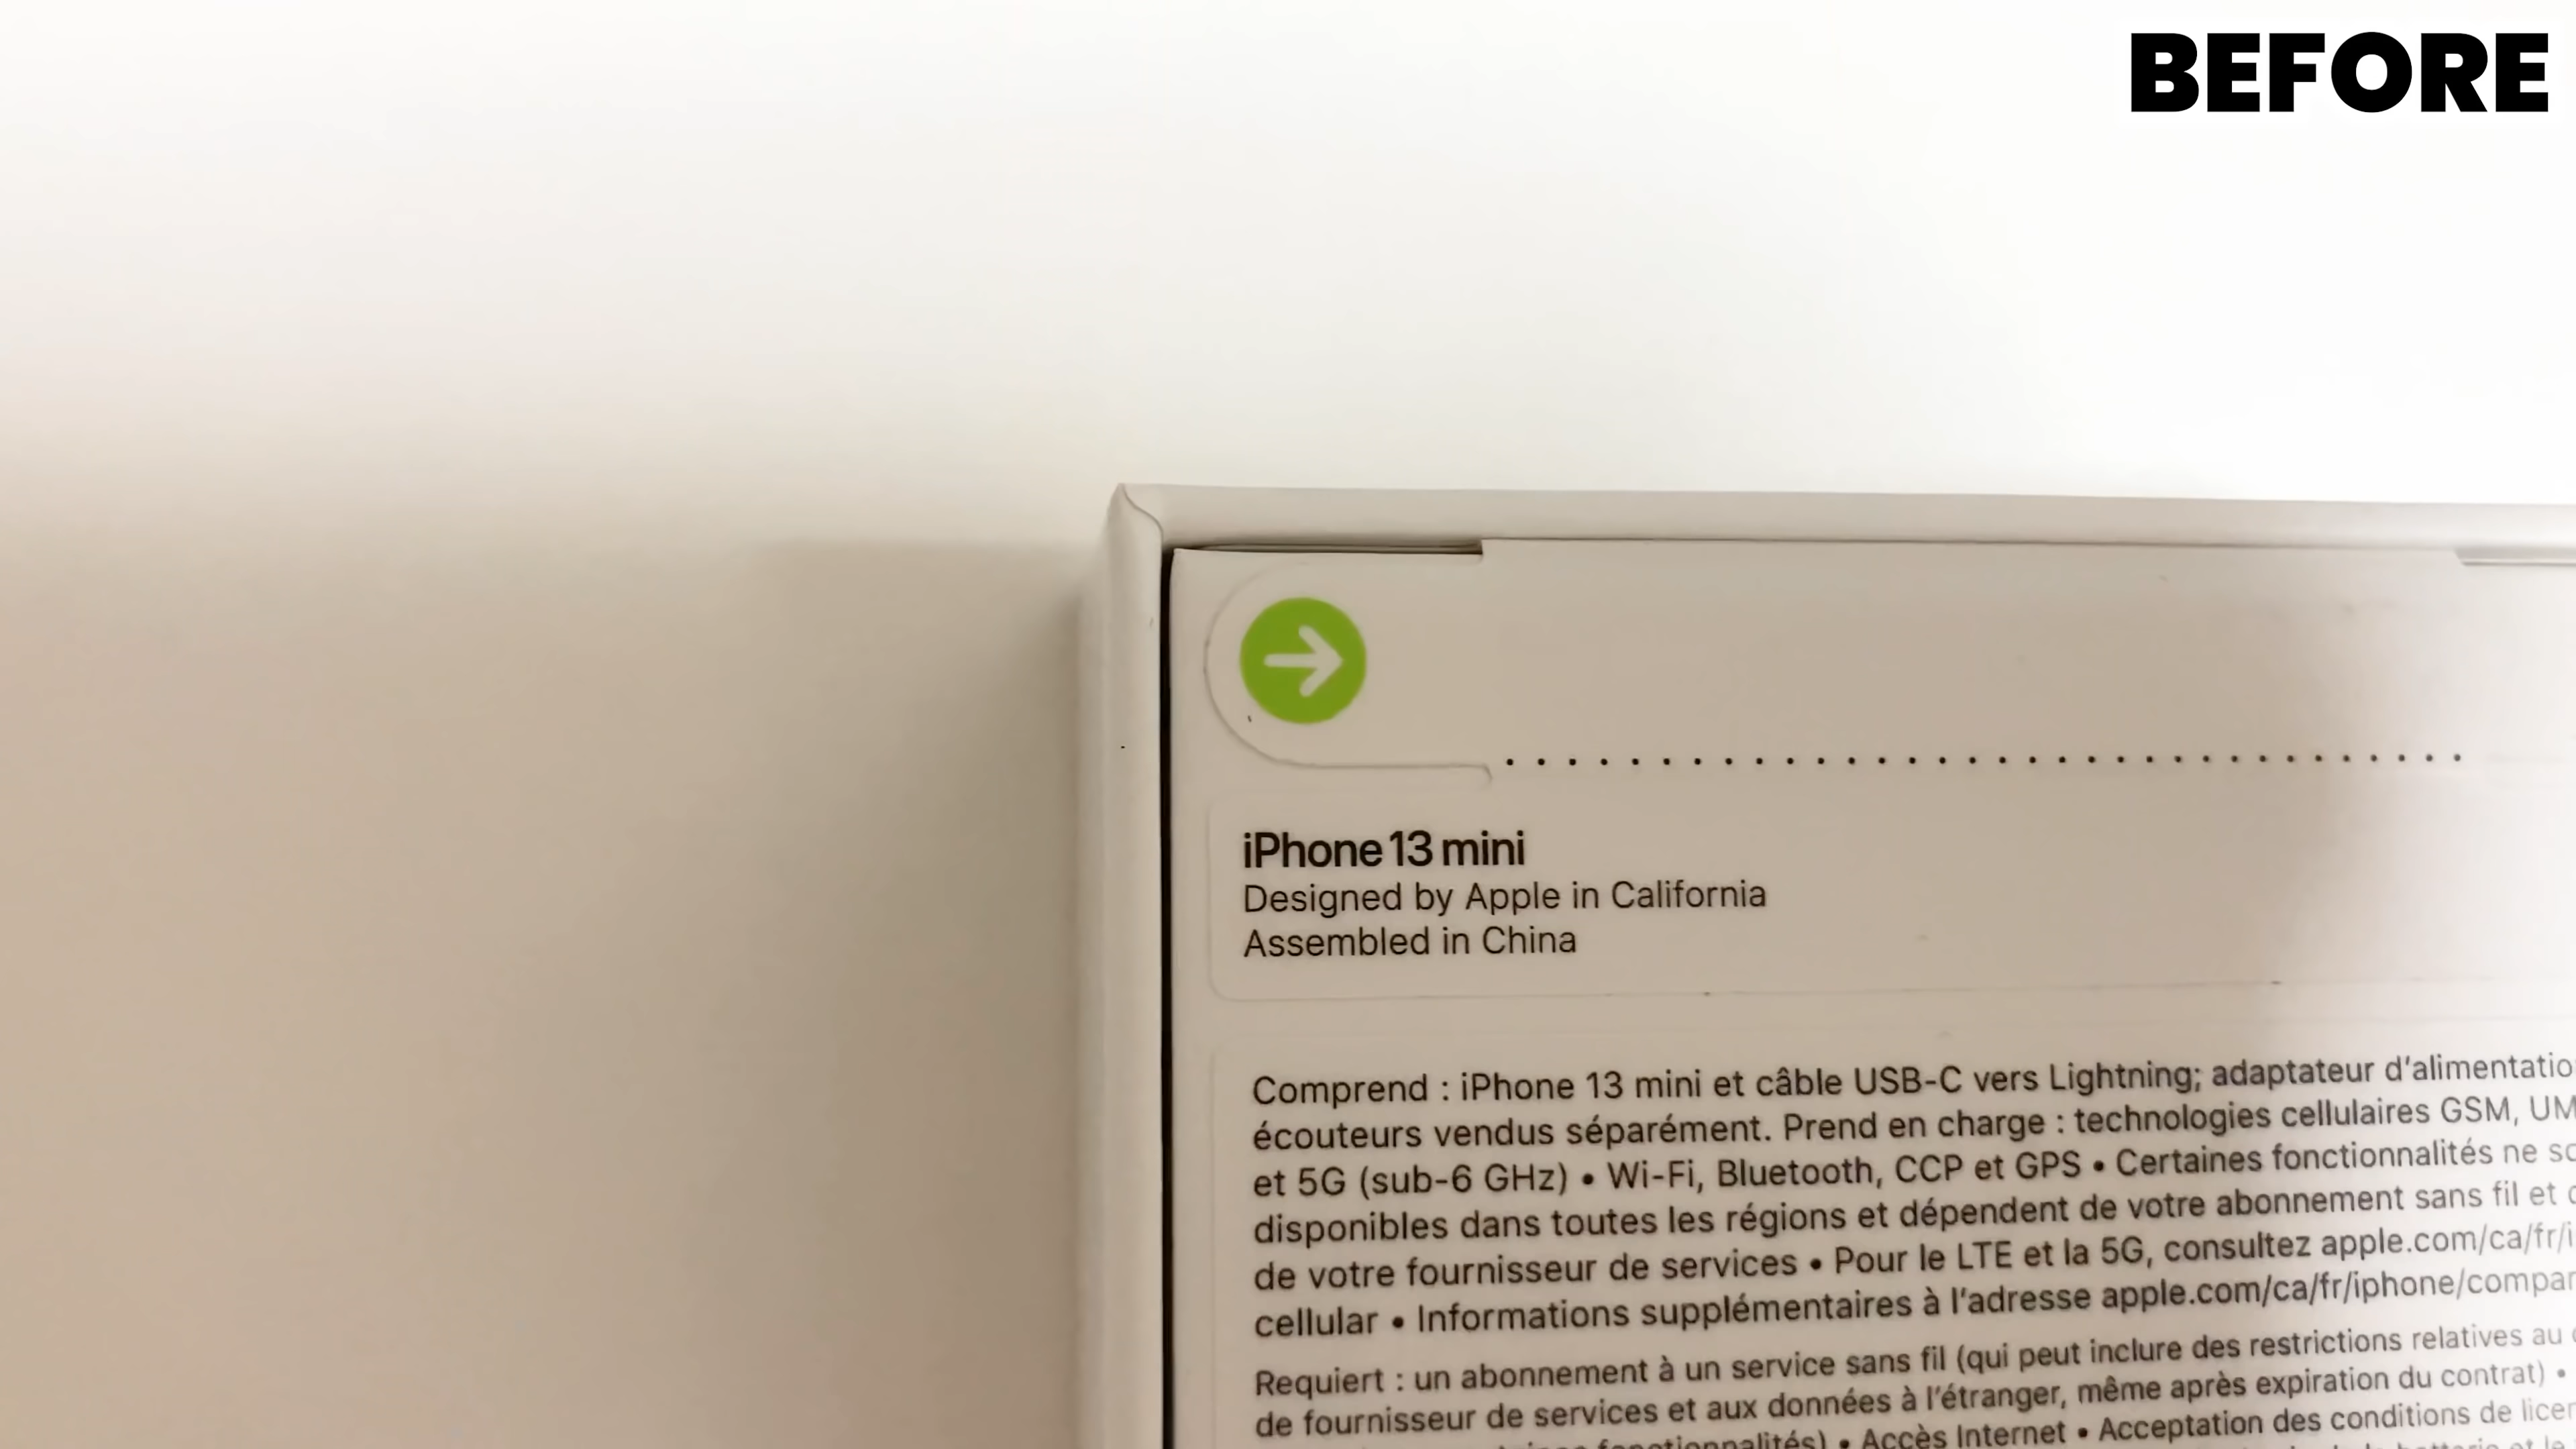 BEFORE
iPhone 13 mini
Designed by Apple in California
Assembled in China
Comprend : iPhone 13 mini et câble USB-C vers Lightning; adaptateur d'alimentatio
écouteurs vendus séparément. Prend en charge : technologies cellulaires GSM, UM
et 5G (sub-6 GHz) • Wi-Fi, Bluetooth, CCP et GPS • Certaines fonctionnalités ne
disponibles dans toutes les régions et dépendent de votre abonnement sans fil et
de votre fournisseur de services • Pour le LTE et la 5G, consultez apple.com/ca/fr/i
cellular • Informations supplémentaires à l'adresse apple.com/ca/fr/iphone/compar
Requiert : un abonnement à un service sans fil (qui peut inclure des restrictions relatives au
de fournisseur de services et aux données à l'étranger, même après expiration du contrat) •
fonctionnalités) • Accès Internet • Acceptation des conditions de licen